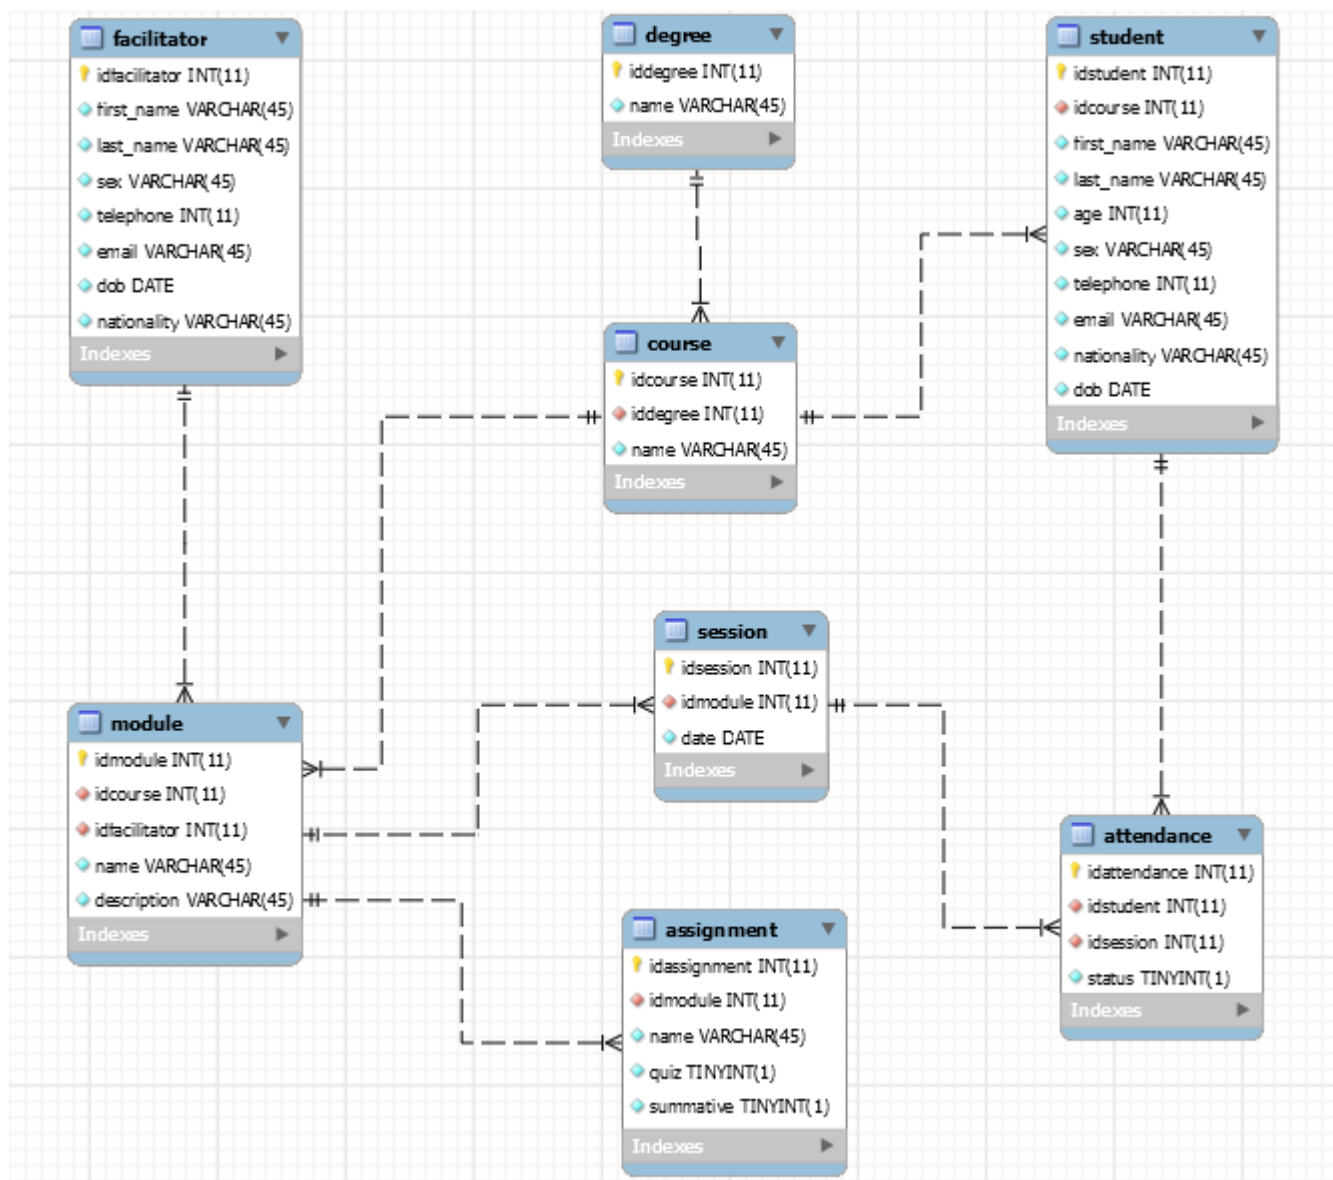 facilitator
idfacilitator INT(11)
first_name VARCHAR(45)
last_name VARCHAR(45)
sex VARCHAR(45)
telephone INT(11)
email VARCHAR(45)
dob DATE
nationality VARCHAR(45)
Indexes
degree
iddegree INT(11)
name VARCHAR(45)
Indexes
student
idstudent INT(11)
idcourse INT(11)
first_name VARCHAR(45)
last_name VARCHAR(45)
age INT(11)
sex VARCHAR(45)
telephone INT(11)
email VARCHAR(45)
nationality VARCHAR(45)
dob DATE
Indexes
course
idcourse INT(11)
iddegree INT(11)
name VARCHAR(45)
Indexes
session
idsession INT(11)
idmodule INT(11)
date DATE
Indexes
module
idmodule INT(11)
idcourse INT(11)
idfacilitator INT(11)
name VARCHAR(45)
description VARCHAR(45)
Indexes
attendance
idattendance INT(11)
idstudent INT(11)
idsession INT(11)
status TINYINT(1)
Indexes
assignment
idassignment INT(11)
idmodule INT(11)
name VARCHAR(45)
quiz TINYINT(1)
summative TINYINT(1)
Indexes